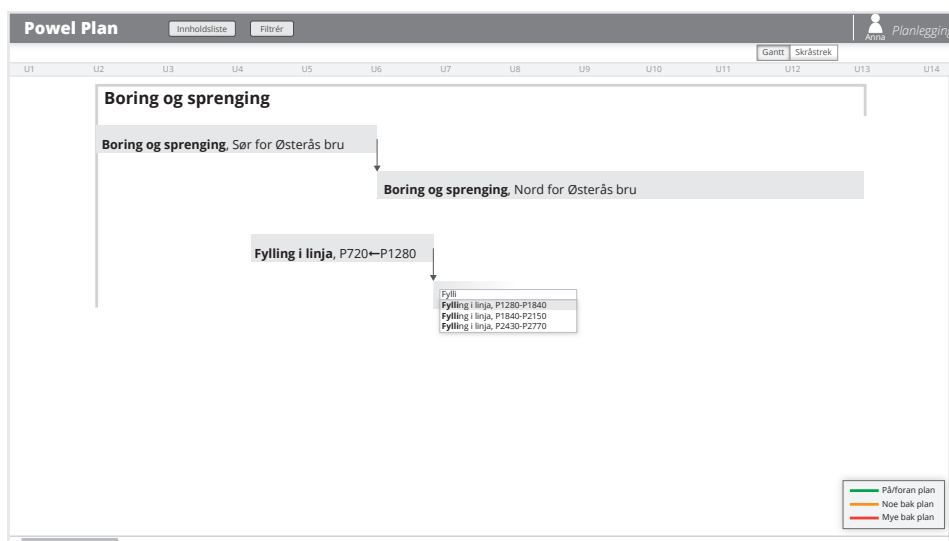 Powel Plan
Innholdsliste
Filtrér
Anna
Planlegging
Gantt
Skråstrek
U1 U2 U3 U4 U5 U6 U7 U8 U9 U10 U11 U12 U13 U14
Boring og sprenging
Boring og sprenging, Sør for Østerås bru
Boring og sprenging, Nord for Østerås bru
Fylling i linja, P720←P1280
Fylli
Fylling i linja, P1280-P1840
Fylling i linja, P1840-P2150
Fylling i linja, P2430-P2770
På/foran plan
Noe bak plan
Mye bak plan